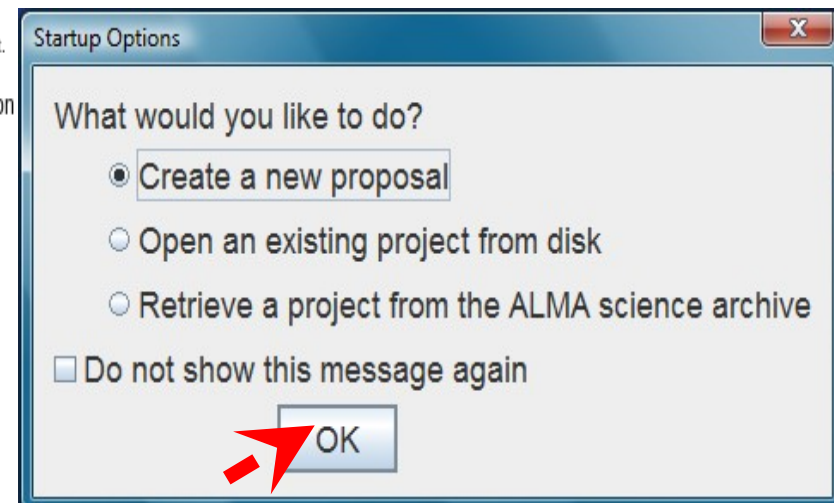 Startup Options
What would you like to do?
Create a new proposal
Open an existing project from disk
Retrieve a project from the ALMA science archive
Do not show this message again
OK